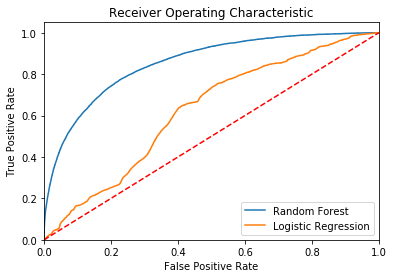 Receiver Operating Characteristic
True Positive Rate
1.0
0.8
0.6
0.4
0.2
0.0
Random Forest
Logistic Regression
0.0 0.2 0.4 0.6 0.8 1.0
False Positive Rate